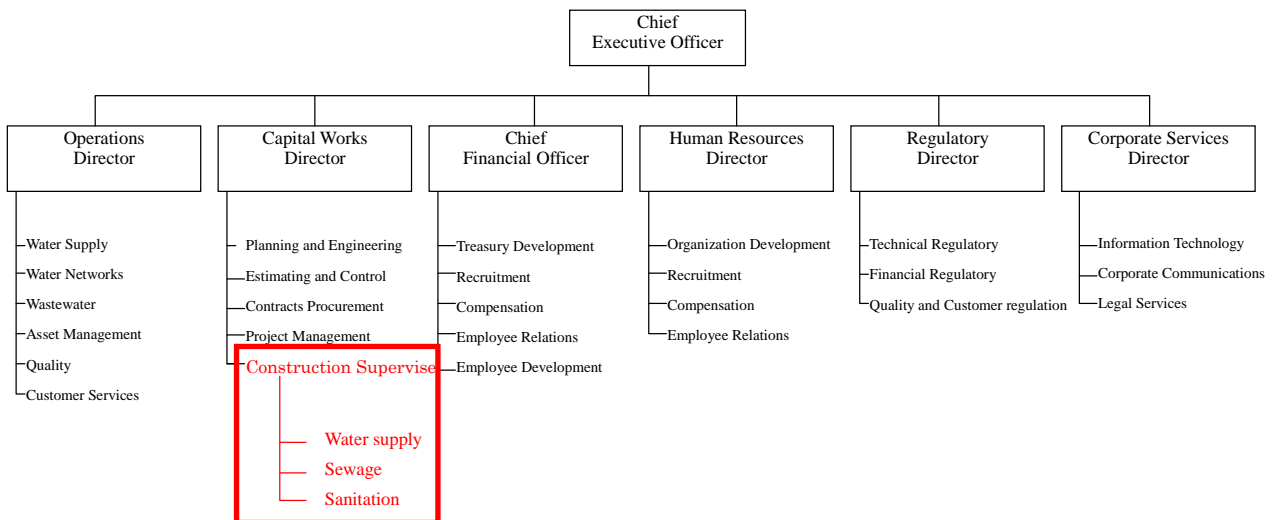 Chief
Executive Officer
Operations
Director
Capital Works
Director
Chief
Financial Officer
Human Resources
Director
Regulatory
Director
Corporate Services
Director
Water Supply
Water Networks
Wastewater
Asset Management
Quality
Customer Services
Planning and Engineering
Estimating and Control
Contracts Procurement
Project Management
Construction Supervise
Water supply
Sewage
Sanitation
Treasury Development
Recruitment
Compensation
Employee Relations
Employee Development
Organization Development
Recruitment
Compensation
Employee Relations
Technical Regulatory
Financial Regulatory
Quality and Customer regulation
Information Technology
Corporate Communications
Legal Services